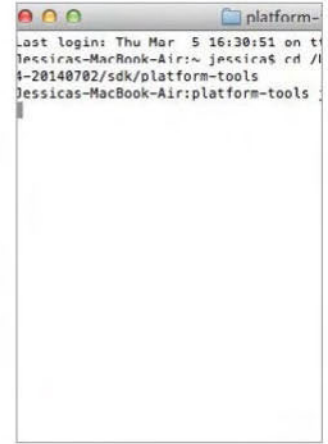 platform-
Last login: Thu Mar 5 16:30:51 on t
Jessicas-MacBook-Air:~ jessica$ cd /
4-20140702/sdk/platform-tools
Jessicas-MacBook-Air:platform-tools j